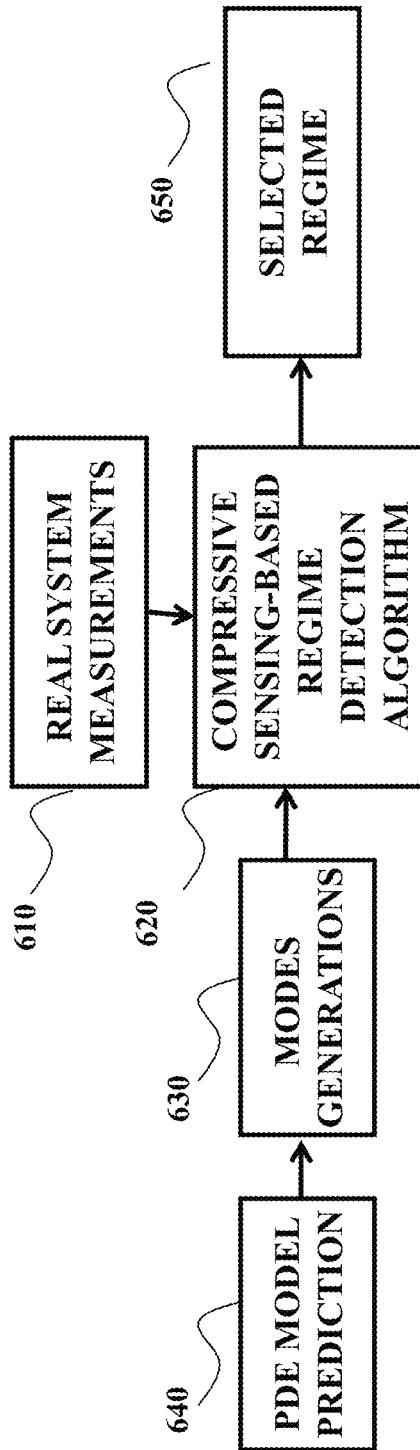 610
REAL SYSTEM
MEASUREMENTS
640
PDE MODEL
PREDICTION
630
MODES
GENERATIONS
620
COMPRESSIVE
SENSING-BASED
REGIME
DETECTION
ALGORITHM
650
SELECTED
REGIME